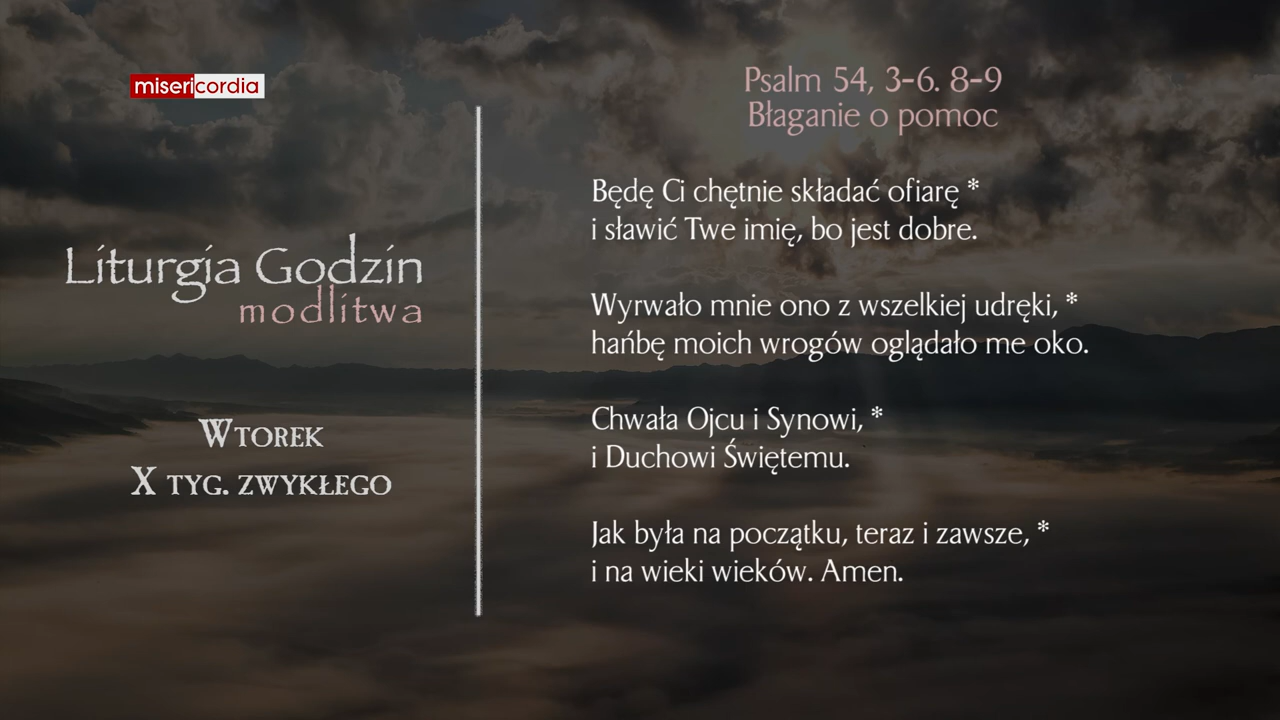 misericordia
Liturgia Godzin
modlitwa
Wtorek
X tyg. zwykłego
Psalm 54, 3-6. 8-9
Błaganie o pomoc
Będę Ci chętnie składać ofiarę *
i sławić Twe imię, bo jest dobre.
Wyrwało mnie ono z wszelkiej udręki, *
hańbę moich wrogów oglądało me oko.
Chwała Ojcu i Synowi, *
i Duchowi Świętemu.
Jak była na początku, teraz i zawsze, *
i na wieki wieków. Amen.